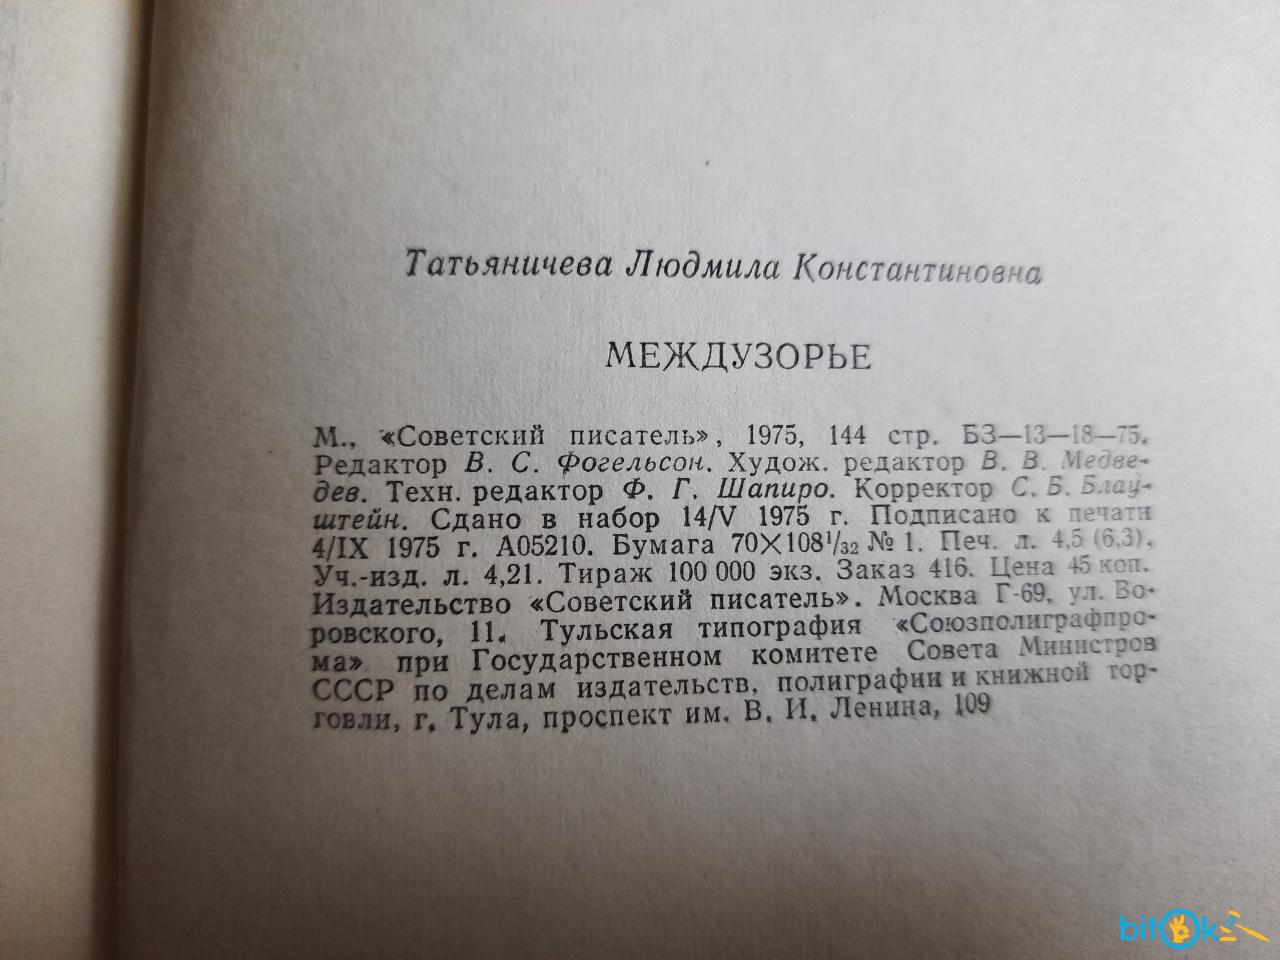 Татьяничева Людмила Константиновна
МЕЖДУЗОРЬЕ
М., «Советский писатель», 1975, 144 стр. БЗ—13—18—75.
Редактор В. С. Фогельсон. Худож. редактор В. В. Медве-
дев. Техн. редактор Ф. Г. Шапиро. Корректор С. Б. Блау-
штейн. Сдано в набор 14/V 1975 г. Подписано к печати
4/IX 1975 г. А05210. Бумага 70×108¹/₃₂ № 1. Печ. л. 4,5 (6,3).
Уч.-изд. л. 4,21. Тираж 100 000 экз. Заказ 416. Цена 45 коп.
Издательство «Советский писатель». Москва Г-69, ул. Во-
ровского, 11. Тульская типография «Союзполиграфпро-
ма» при Государственном комитете Совета Министров
СССР по делам издательств, полиграфии и книжной тор-
говли, г. Тула, проспект им. В. И. Ленина, 109
bitok